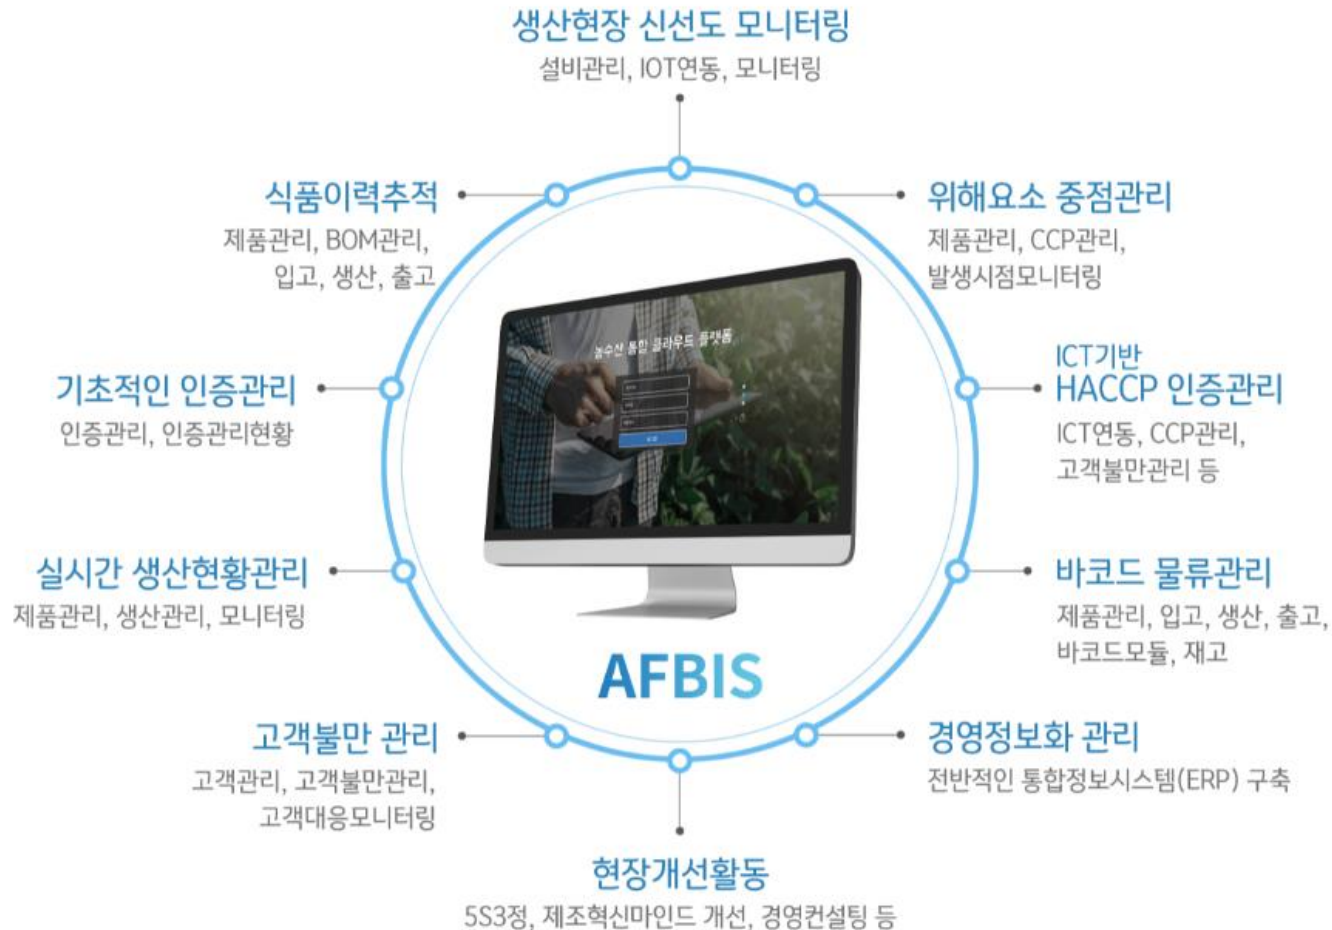 생산현장 신선도 모니터링
설비관리, IOT연동, 모니터링
식품이력추적
제품관리, BOM관리,
입고, 생산, 출고
위해요소 중점관리
제품관리, CCP관리,
발생시점모니터링
농수산 통합 클라우드 플랫폼
기초적인 인증관리
인증관리, 인증관리현황
ICT기반
HACCP 인증관리
ICT연동, CCP관리,
고객불만관리 등
실시간 생산현황관리
제품관리, 생산관리, 모니터링
바코드 물류관리
제품관리, 입고, 생산, 출고,
바코드모듈, 재고
AFBIS
고객불만 관리
고객관리, 고객불만관리,
고객대응모니터링
경영정보화 관리
전반적인 통합정보시스템(ERP) 구축
현장개선활동
5S3정, 제조혁신마인드 개선, 경영컨설팅 등